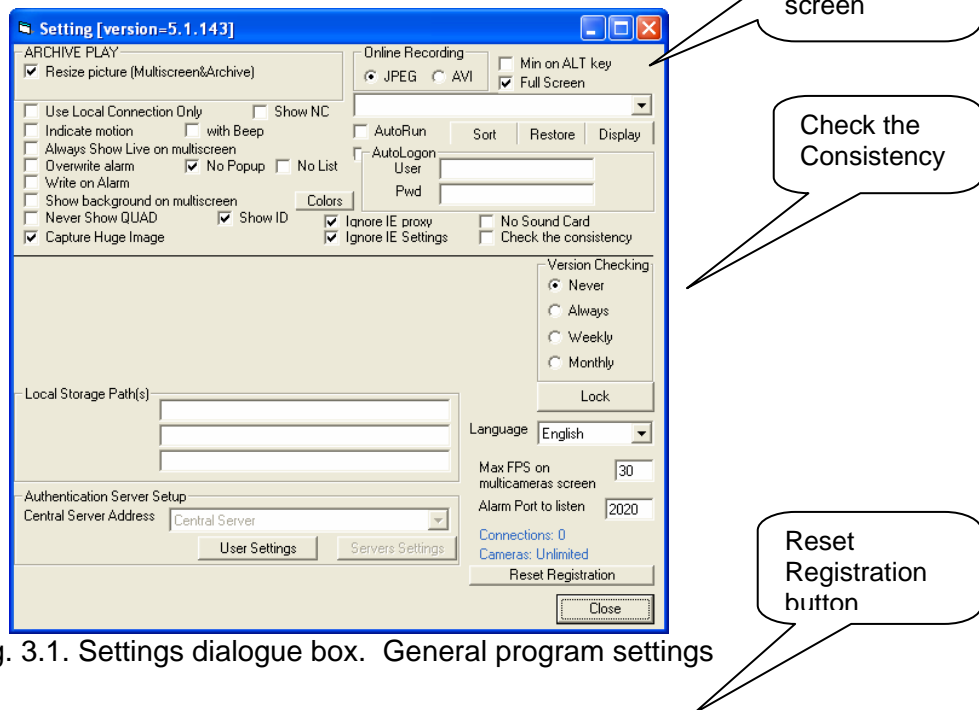 screen
Setting [version=5.1.143]
ARCHIVE PLAY
Resize picture (Multiscreen&Archive)
Online Recording
JPEG AVI
Min on ALT key
Full Screen
Use Local Connection Only Show NC
Indicate motion with Beep
Always Show Live on multiscreen
Overwrite alarm No Popup No List
Write on Alarm
Show background on multiscreen Colors
Never Show QUAD Show ID
Capture Huge Image
AutoRun Sort Restore Display
AutoLogon
User
Pwd
Ignore IE proxy No Sound Card
Ignore IE Settings Check the consistency
Check the
Consistency
Version Checking
Never
Always
Weekly
Monthly
Lock
Local Storage Path(s)
Language English
Max FPS on
multicameras screen 30
Alarm Port to listen 2020
Authentication Server Setup
Central Server Address Central Server
User Settings Servers Settings
Connections: 0
Cameras: Unlimited
Reset Registration
Close
Reset
Registration
button
g. 3.1. Settings dialogue box. General program settings